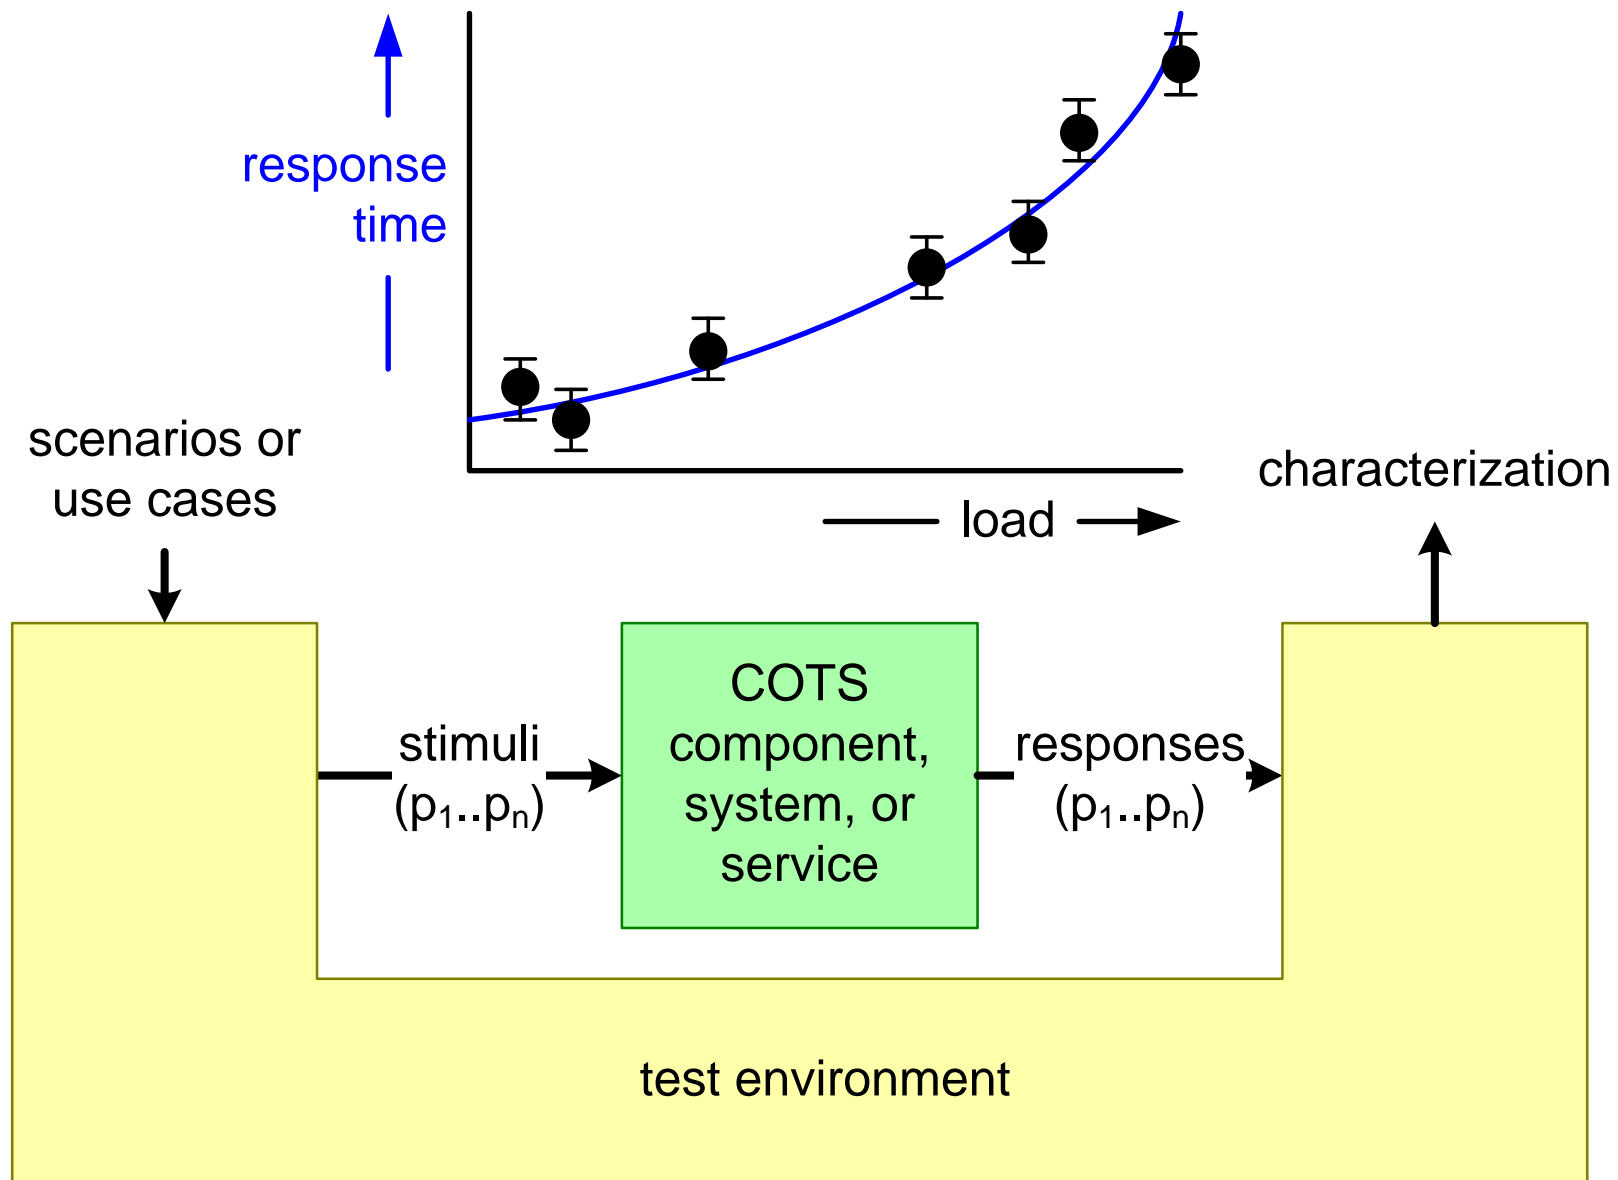 response
time
scenarios or
use cases
load
characterization
stimuli
(p₁..pₙ)
COTS
component,
system, or
service
responses
(p₁..pₙ)
test environment